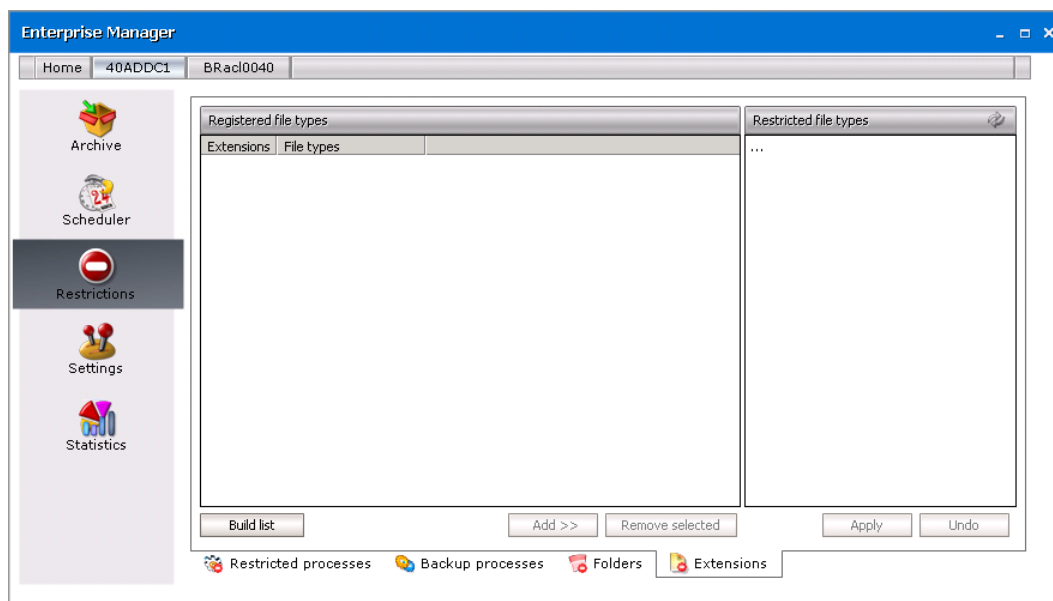 Enterprise Manager
Home 40ADDC1 BRacl0040
Archive
Scheduler
Restrictions
Settings
Statistics
Registered file types
Extensions File types
Restricted file types
...
Build list Add >> Remove selected Apply Undo
Restricted processes Backup processes Folders Extensions